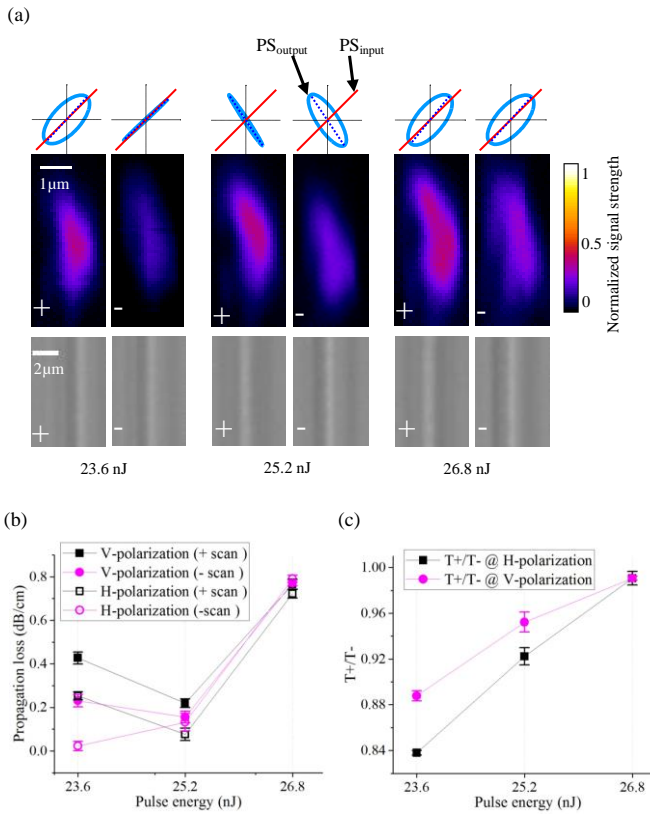 (a)
PSoutput PSinput
1µm
+ - + - + -
1
0.5
0
Normalized signal strength
2µm
+ - + - + -
23.6 nJ 25.2 nJ 26.8 nJ
(b)
V-polarization (+ scan )
V-polarization (- scan )
H-polarization (+ scan )
H-polarization (-scan )
0.8
0.6
0.4
0.2
0.0
Propagation loss (dB/cm)
23.6 25.2 26.8
Pulse energy (nJ)
(c)
T+/T- @ H-polarization
T+/T- @ V-polarization
1.00
0.96
0.92
0.88
0.84
T+/T-
23.6 25.2 26.8
Pulse energy (nJ)